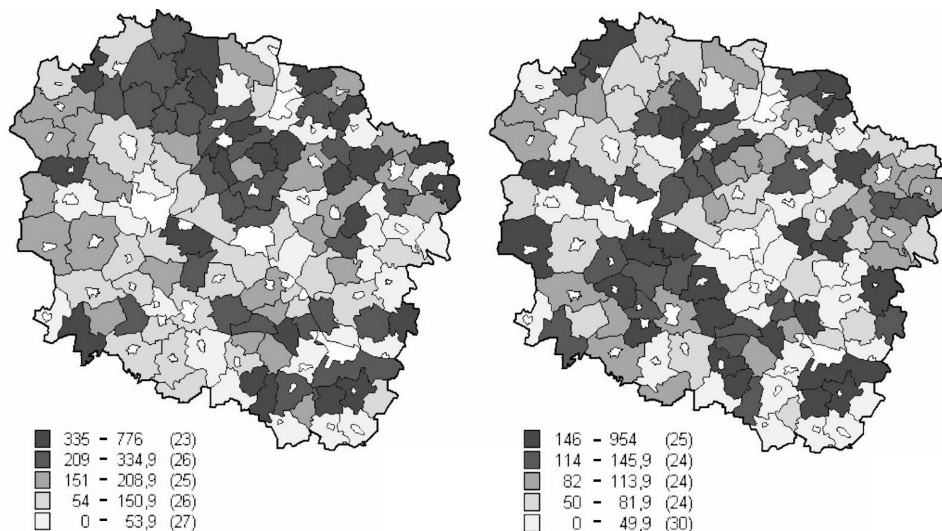 335 – 776 (23)
209 – 334,9 (26)
151 – 208,9 (25)
54 – 150,9 (26)
0 – 53,9 (27)
146 – 954 (25)
114 – 145,9 (24)
82 – 113,9 (24)
50 – 81,9 (24)
0 – 49,9 (30)